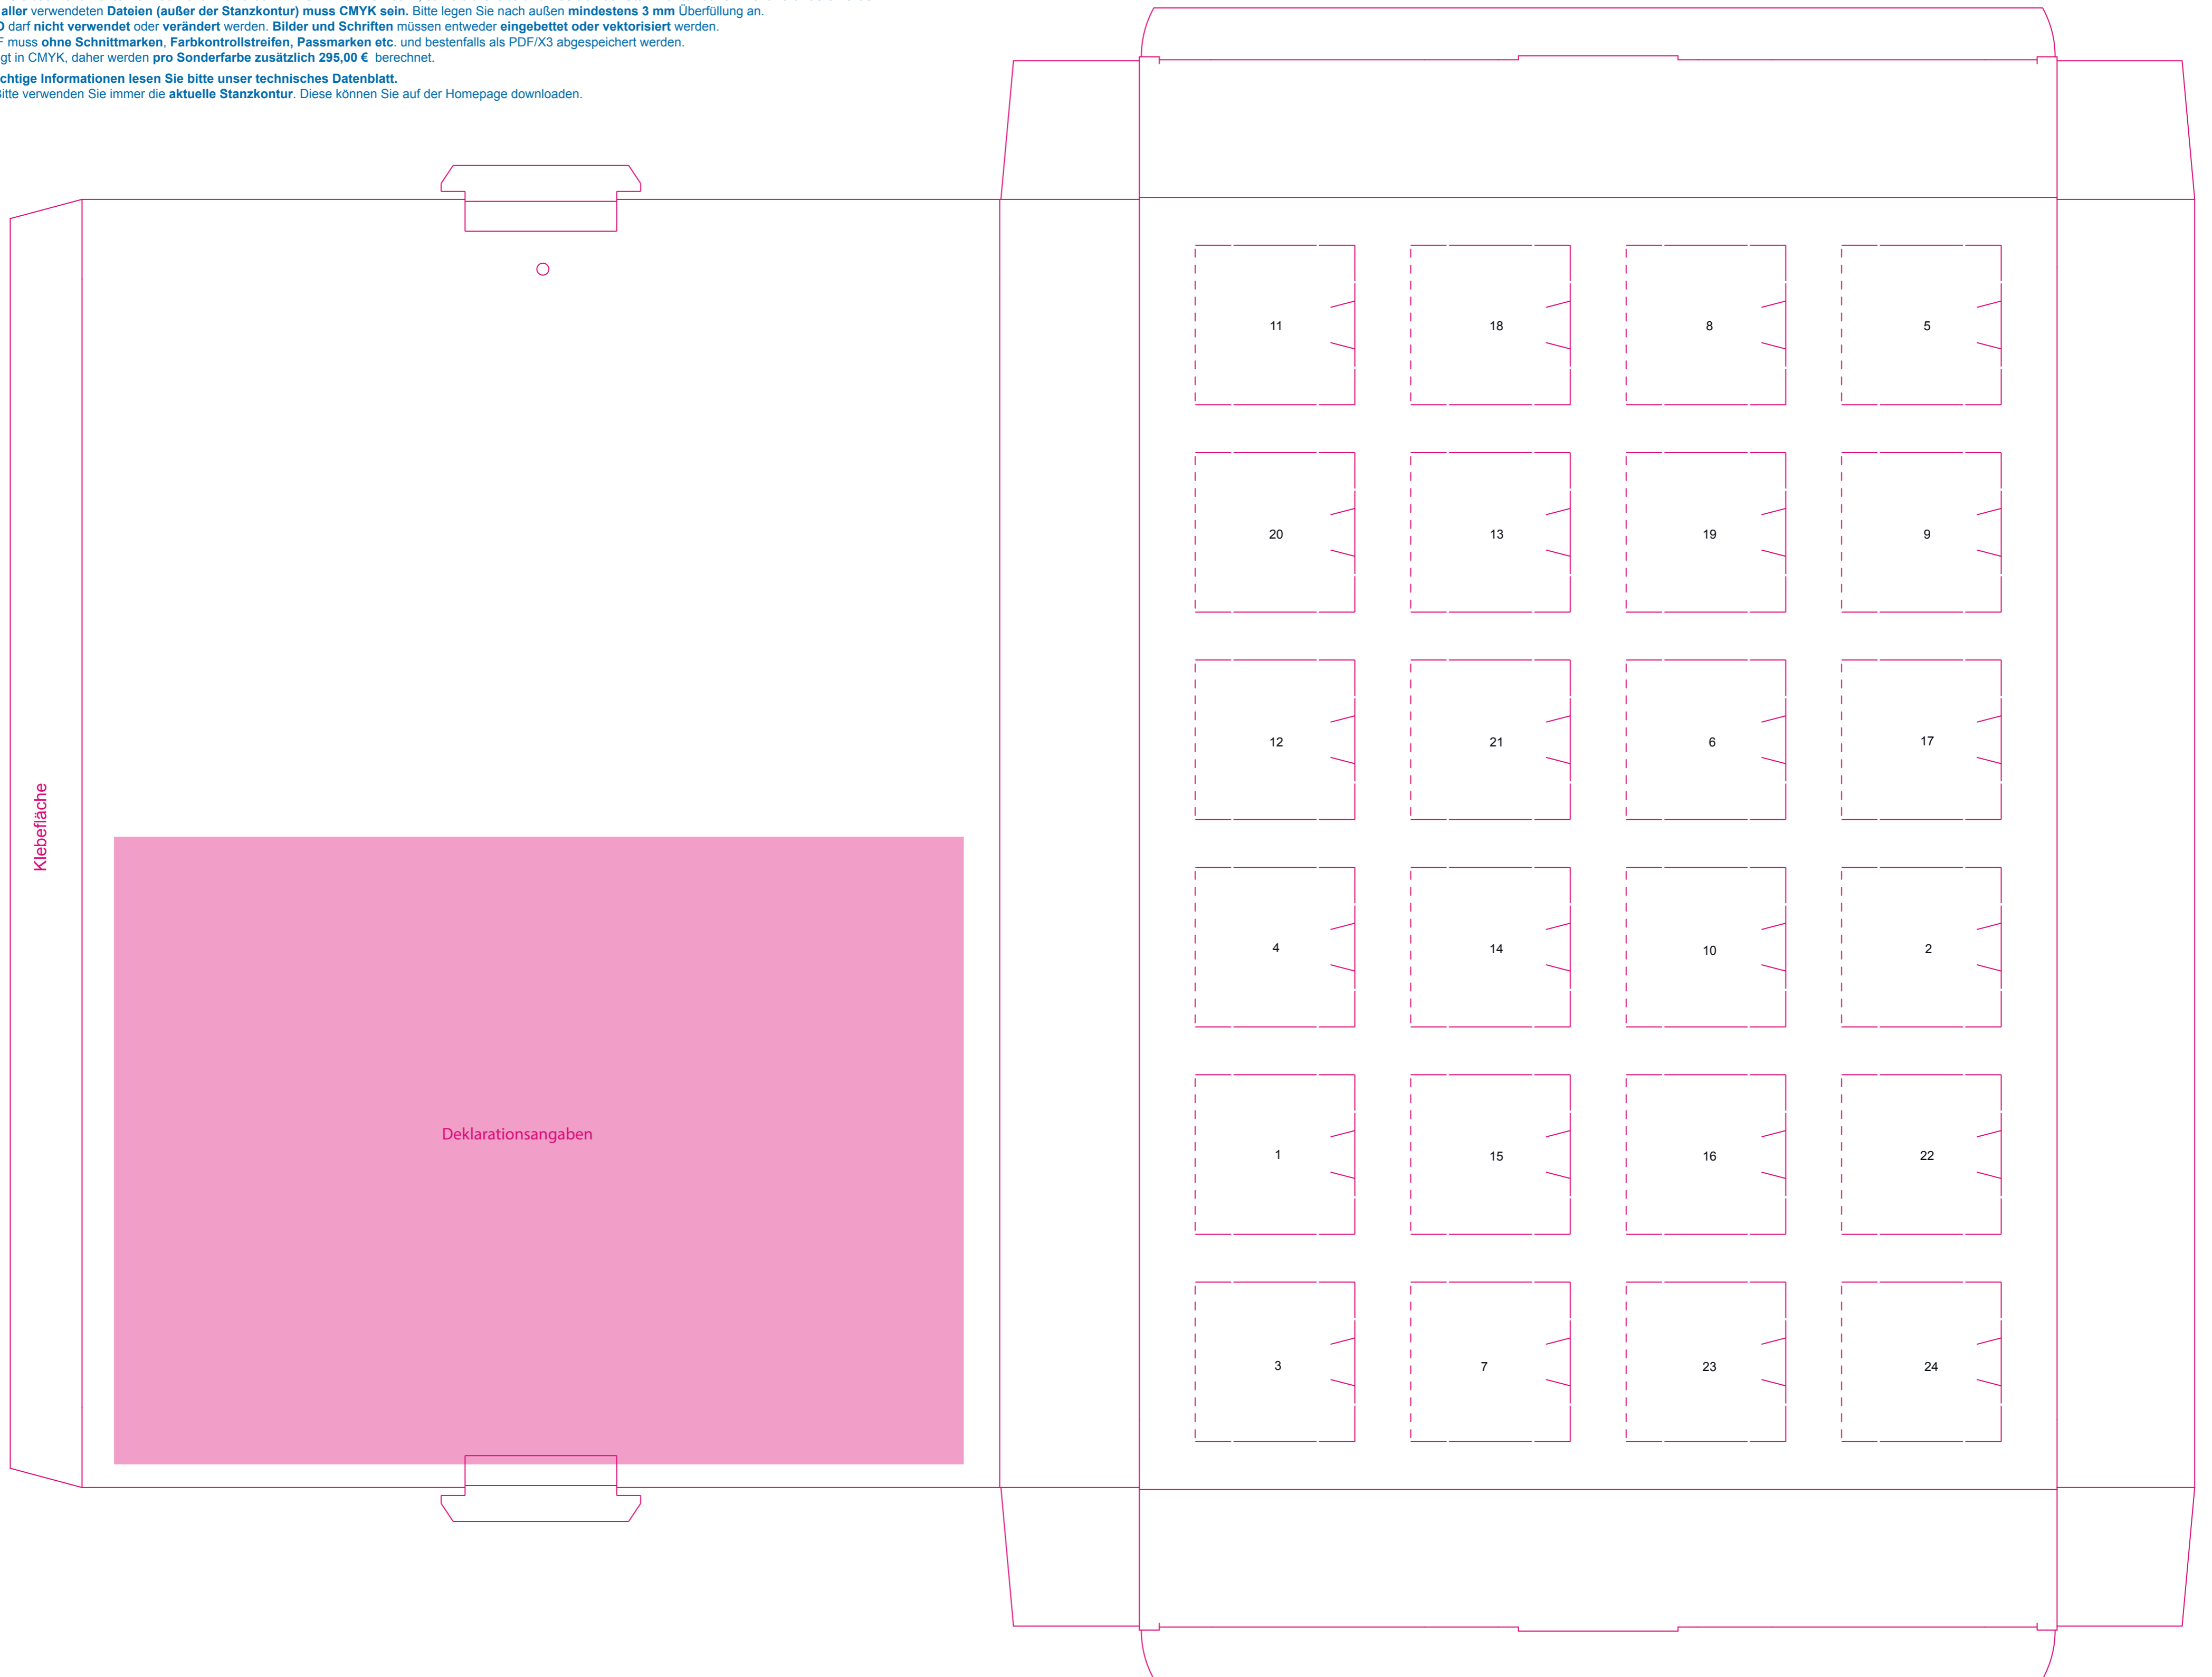 aller verwendeten Dateien (außer der Stanzkontur) muss CMYK sein. Bitte legen Sie nach außen mindestens 3 mm Überfüllung an.
darf nicht verwendet oder verändert werden. Bilder und Schriften müssen entweder eingebettet oder vektorisiert werden.
F muss ohne Schnittmarken, Farbkontrollstreifen, Passmarken etc. und bestenfalls als PDF/X3 abgespeichert werden.
gt in CMYK, daher werden pro Sonderfarbe zusätzlich 295,00 € berechnet.
chtige Informationen lesen Sie bitte unser technisches Datenblatt.
Bitte verwenden Sie immer die aktuelle Stanzkontur. Diese können Sie auf der Homepage downloaden.
Klebefläche
Deklarationsangaben
11 18 8 5
20 13 19 9
12 21 6 17
4 14 10 2
1 15 16 22
3 7 23 24